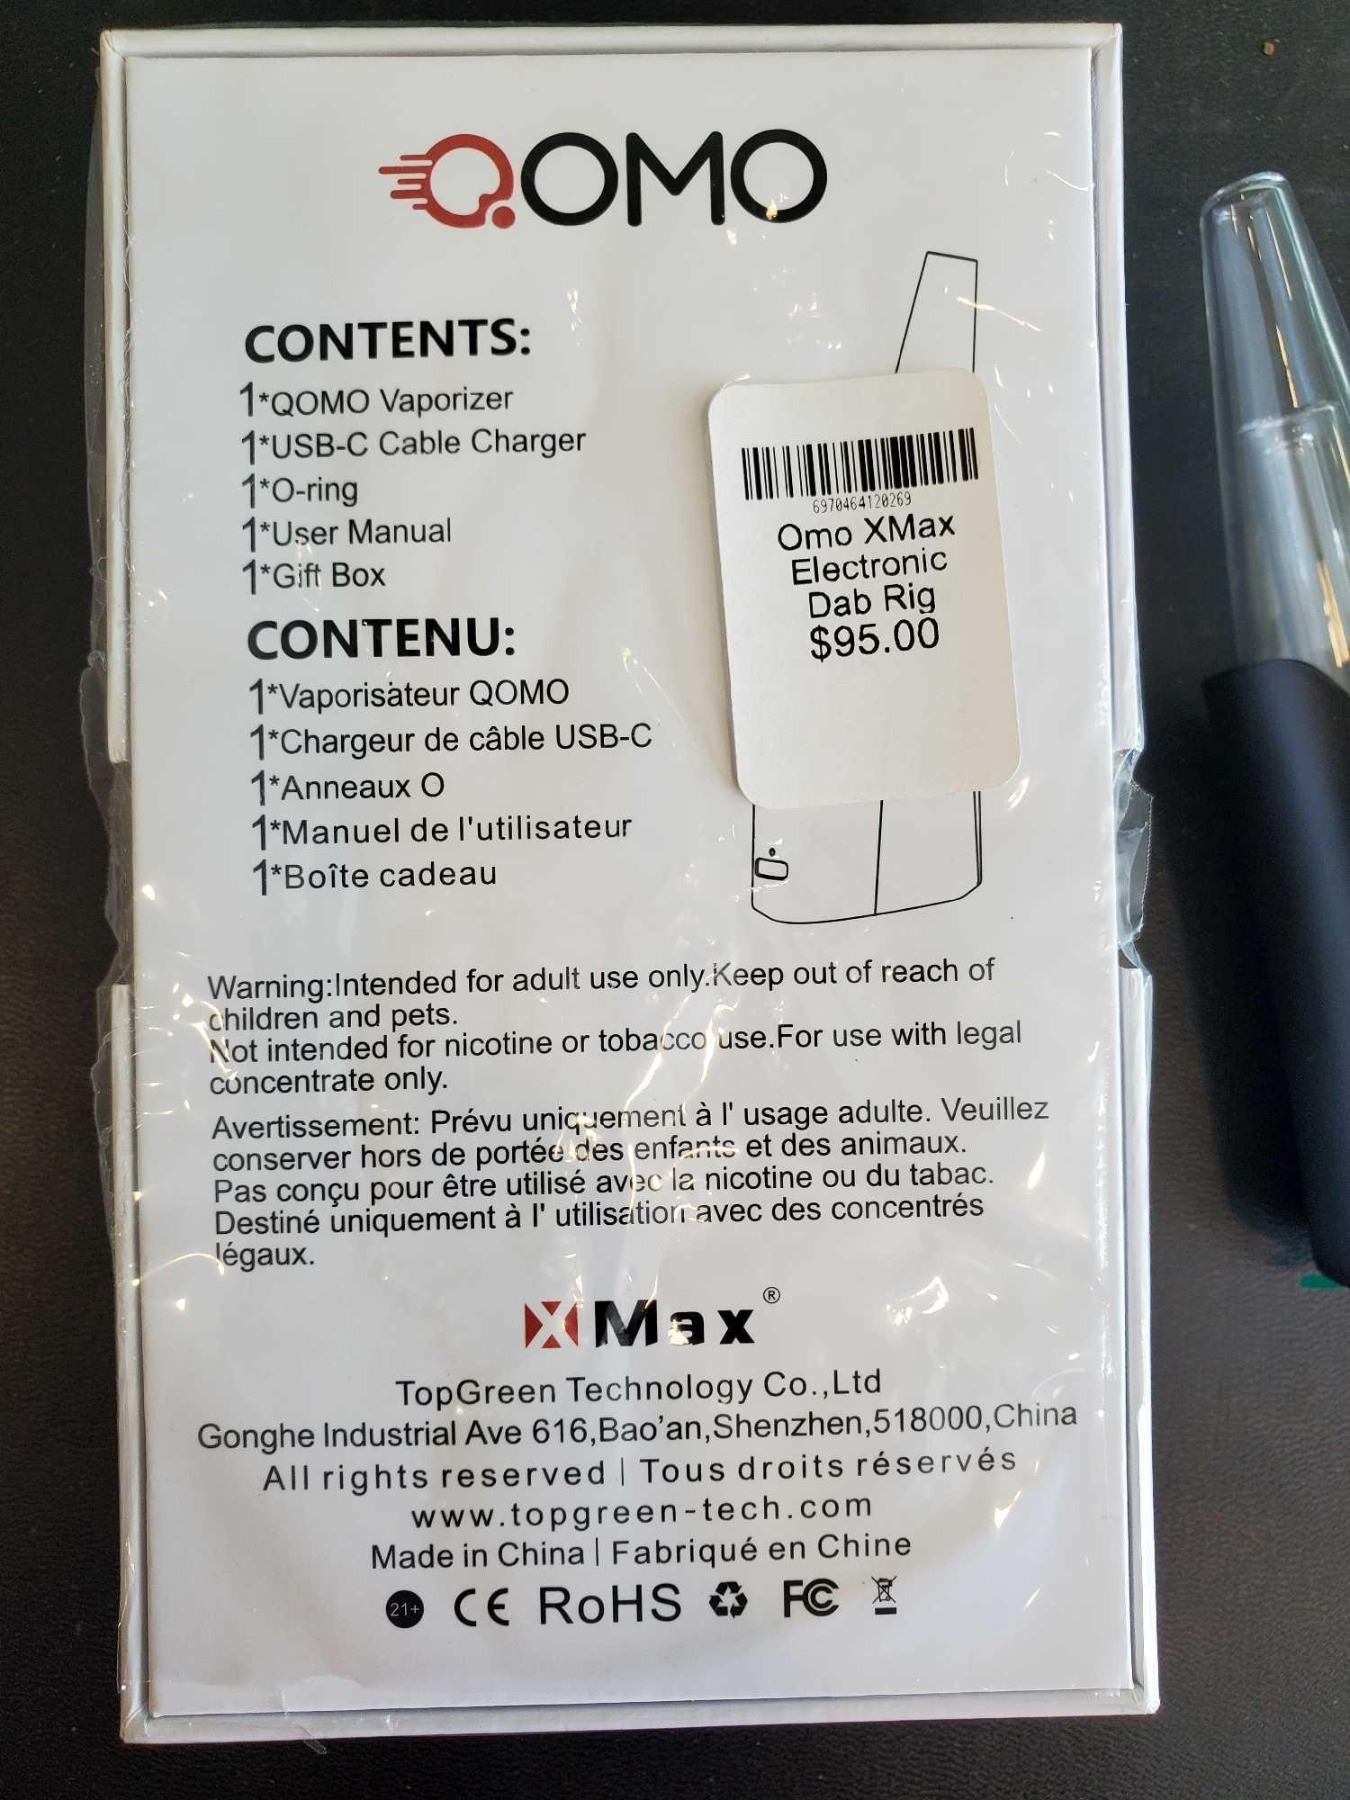 QOMO
CONTENTS:
1*QOMO Vaporizer
1*USB-C Cable Charger
1*O-ring
1*User Manual
1*Gift Box
CONTENU:
1*Vaporisateur QOMO
1*Chargeur de câble USB-C
1*Anneaux O
1*Manuel de l'utilisateur
1*Boîte cadeau
6970464120269
Omo XMax
Electronic
Dab Rig
$95.00
Warning:Intended for adult use only.Keep out of reach of
children and pets.
Not intended for nicotine or tobacco use.For use with legal
concentrate only.
Avertissement: Prévu uniquement à l' usage adulte. Veuillez
conserver hors de portée des enfants et des animaux.
Pas conçu pour être utilisé avec la nicotine ou du tabac.
Destiné uniquement à l' utilisation avec des concentrés
légaux.
XMax®
TopGreen Technology Co.,Ltd
Gonghe Industrial Ave 616,Bao’an,Shenzhen,518000,China
All rights reserved | Tous droits réservés
www.topgreen-tech.com
Made in China | Fabriqué en Chine
21+ CE RoHS FC